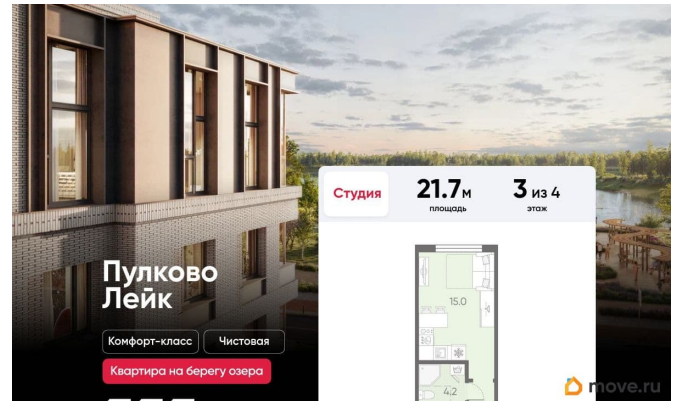 Студия
21.7м
площадь
3 из 4
этаж
Пулково
Лейк
Комфорт-класс
Чистовая
Квартира на берегу озера
15.0
4.2
move.ru